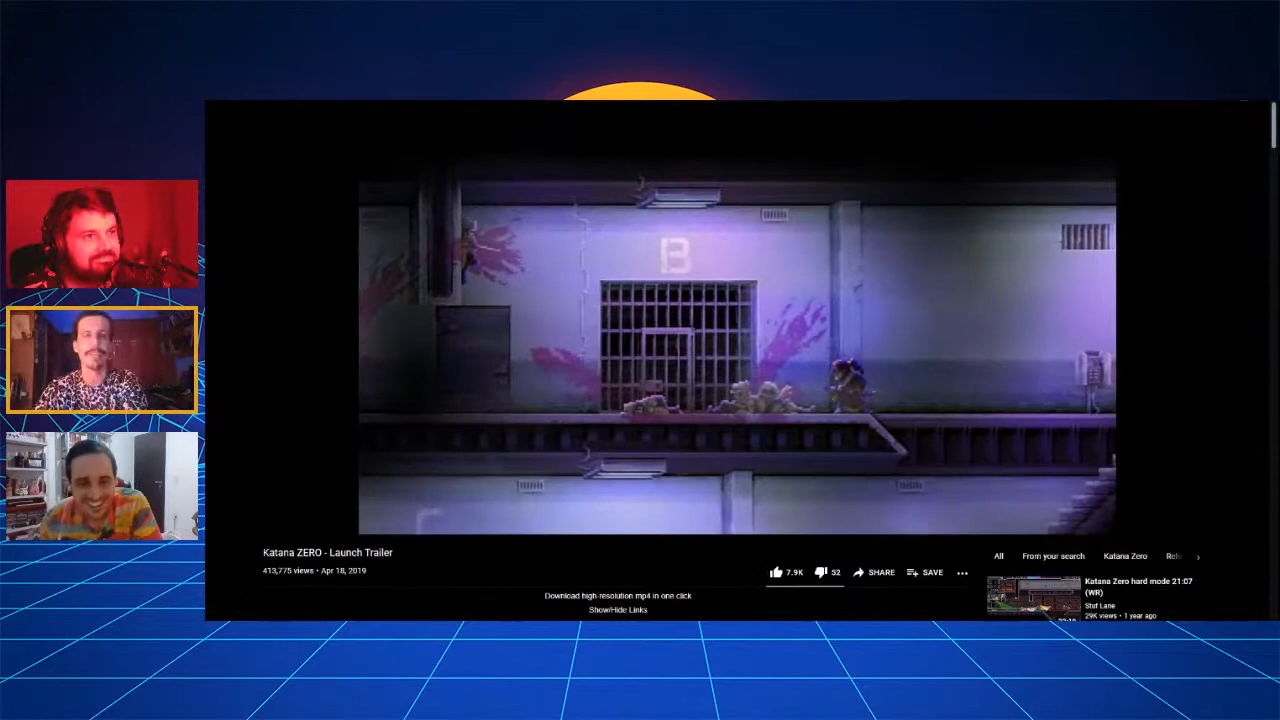 B
Katana ZERO - Launch Trailer
413,775 views • Apr 18, 2019
7.9K 52 SHARE SAVE
Download high-resolution mp4 in one click
Show/Hide Links
All From your search Katana Zero
Katana Zero hard mode 21:07
(WR)
Stuf Lane
29K views • 1 year ago